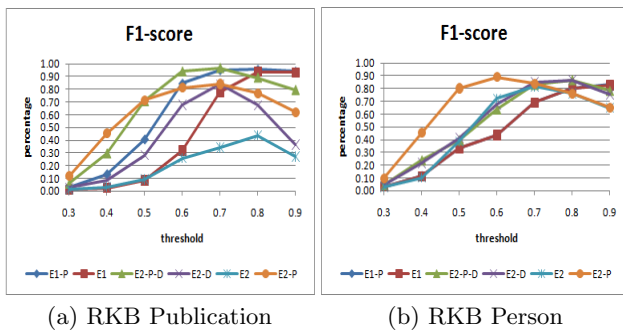 F1-score
percentage
1.00
0.90
0.80
0.70
0.60
0.50
0.40
0.30
0.20
0.10
0.00
0.3 0.4 0.5 0.6 0.7 0.8 0.9
threshold
E1-P E1 E2-P-D E2-D E2 E2-P
(a) RKB Publication
F1-score
percentage
1.00
0.90
0.80
0.70
0.60
0.50
0.40
0.30
0.20
0.10
0.00
0.3 0.4 0.5 0.6 0.7 0.8 0.9
threshold
E1-P E1 E2-P-D E2-D E2 E2-P
(b) RKB Person